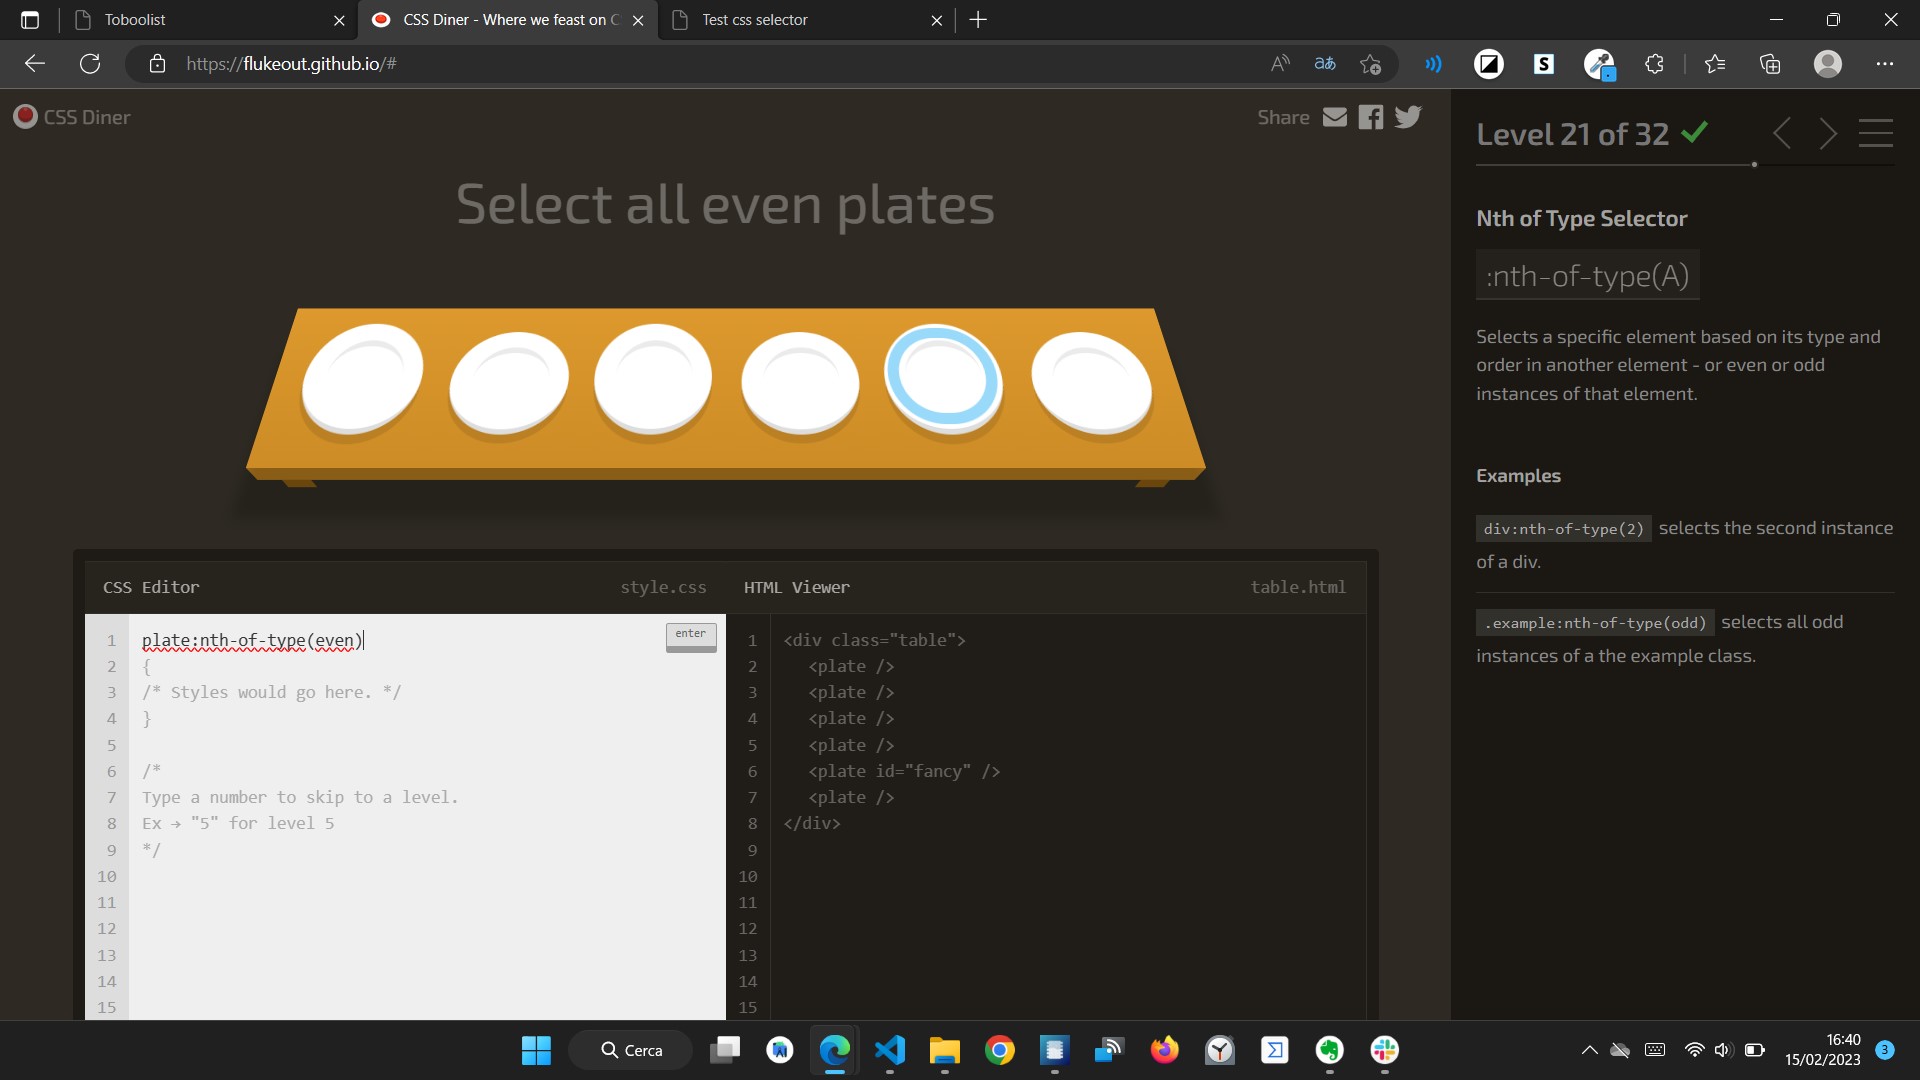 Toboolist
CSS Diner - Where we feast on C
Test css selector
https://flukeout.github.io/#
CSS Diner
Share
Select all even plates
Level 21 of 32
Nth of Type Selector
:nth-of-type(A)
Selects a specific element based on its type and
order in another element - or even or odd
instances of that element.
Examples
div:nth-of-type(2) selects the second instance
of a div.
.example:nth-of-type(odd) selects all odd
instances of a the example class.
CSS Editor
style.css
1 plate:nth-of-type(even)
enter
2 {
3 /* Styles would go here. */
4 }
5
6 /*
7 Type a number to skip to a level.
8 Ex → "5" for level 5
9 */
10
11
12
13
14
15
HTML Viewer
table.html
1 <div class="table">
2 <plate />
3 <plate />
4 <plate />
5 <plate />
6 <plate id="fancy" />
7 <plate />
8 </div>
9
10
11
12
13
14
15
Cerca
16:40
15/02/2023
3